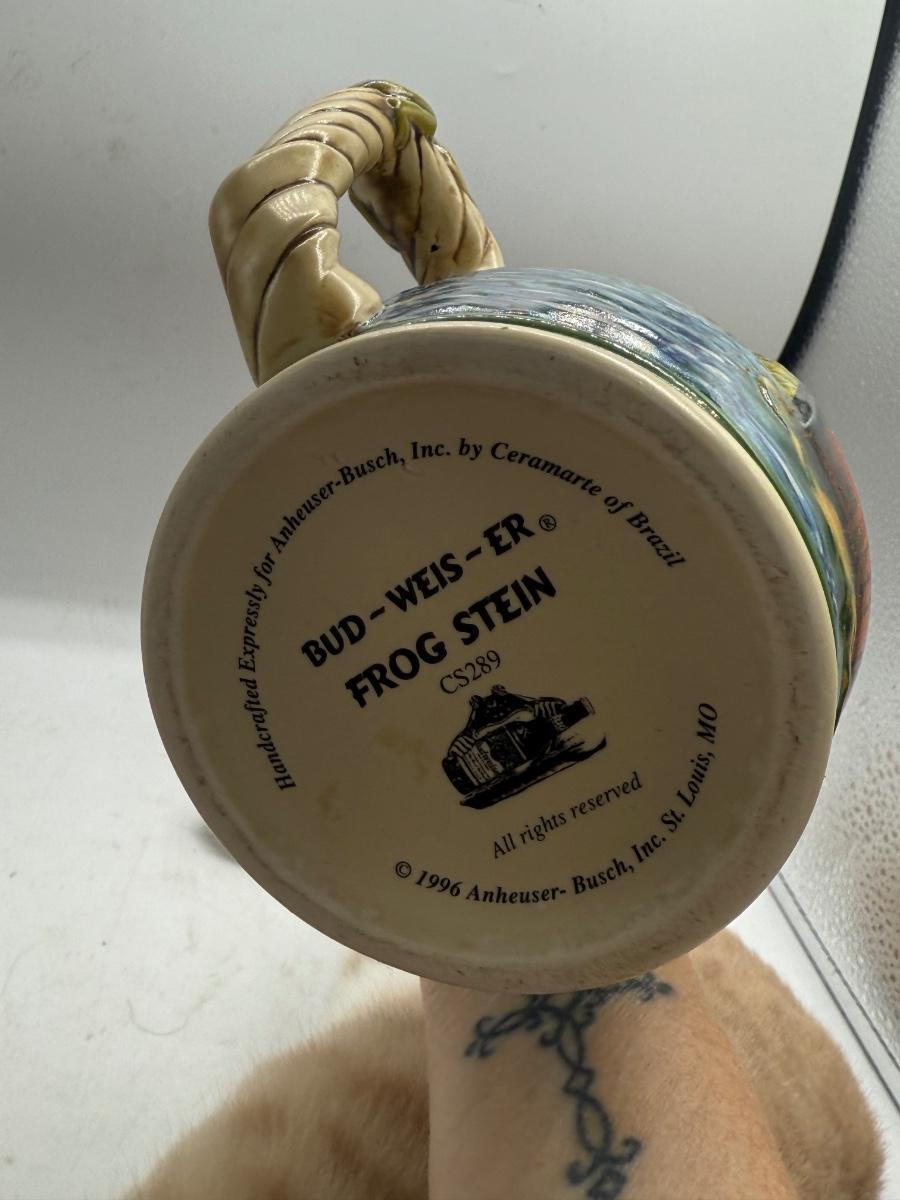 Handcrafted Expressly for Anheuser-Busch, Inc. by Ceramarte of Brazil
BUD~WEIS~ER®
FROG STEIN
CS289
All rights reserved
© 1996 Anheuser- Busch, Inc. St. Louis, MO